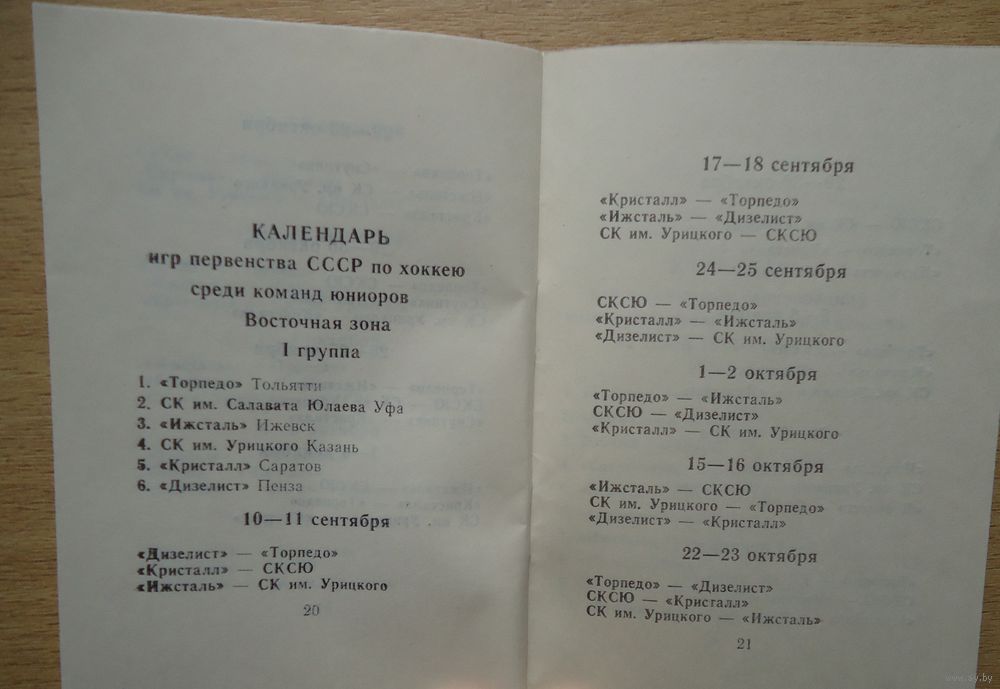 КАЛЕНДАРЬ
игр первенства СССР по хоккею
среди команд юниоров
Восточная зона
I группа
1. «Торпедо» Тольятти
2. СК им. Салавата Юлаева Уфа
3. «Ижсталь» Ижевск
4. СК им. Урицкого Казань
5. «Кристалл» Саратов
6. «Дизелист» Пенза
10—11 сентября
«Дизелист» — «Торпедо»
«Кристалл» — СКСЮ
«Ижсталь» — СК им. Урицкого
20
17—18 сентября
«Кристалл» — «Торпедо»
«Ижсталь» — «Дизелист»
СК им. Урицкого — СКСЮ
24—25 сентября
СКСЮ — «Торпедо»
«Кристалл» — «Ижсталь»
«Дизелист» — СК им. Урицкого
1—2 октября
«Торпедо» — «Ижсталь»
СКСЮ — «Дизелист»
«Кристалл» — СК им. Урицкого
15—16 октября
«Ижсталь» — СКСЮ
СК им. Урицкого — «Торпедо»
«Дизелист» — «Кристалл»
22—23 октября
«Торпедо» — «Дизелист»
СКСЮ — «Кристалл»
СК им. Урицкого — «Ижсталь»
21
www.ay.by